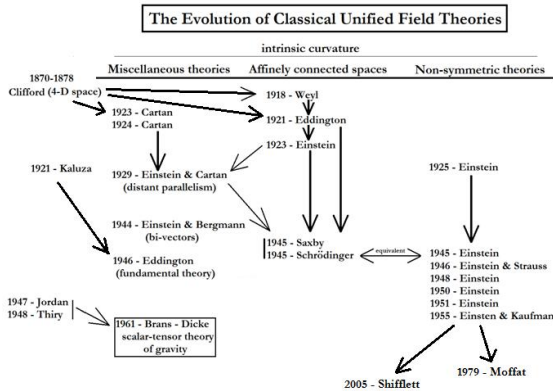 The Evolution of Classical Unified Field Theories
intrinsic curvature
Miscellaneous theories
Affinely connected spaces
Non-symmetric theories
1870-1878
Clifford (4-D space)
1923 - Cartan
1924 - Cartan
1918 - Weyl
1921 - Eddington
1923 - Einstein
1921 - Kaluza
1929 - Einstein & Cartan
(distant parallelism)
1925 - Einstein
1944 - Einstein & Bergmann
(bi-vectors)
1946 - Eddington
(fundamental theory)
1945 - Saxby
1945 - Schrödinger
equivalent
1945 - Einstein
1946 - Einstein & Strauss
1948 - Einstein
1950 - Einstein
1951 - Einstein
1955 - Einsten & Kaufman
1947 - Jordan
1948 - Thiry
1961 - Brans - Dicke
scalar-tensor theory
of gravity
2005 - Shifflett
1979 - Moffat